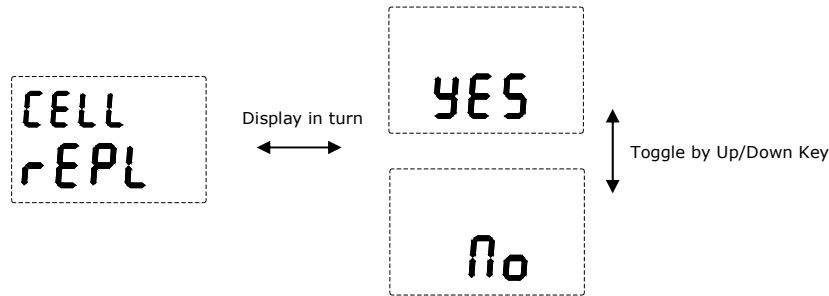 CELL
rEPL
Display in turn
yES
Toggle by Up/Down Key
no